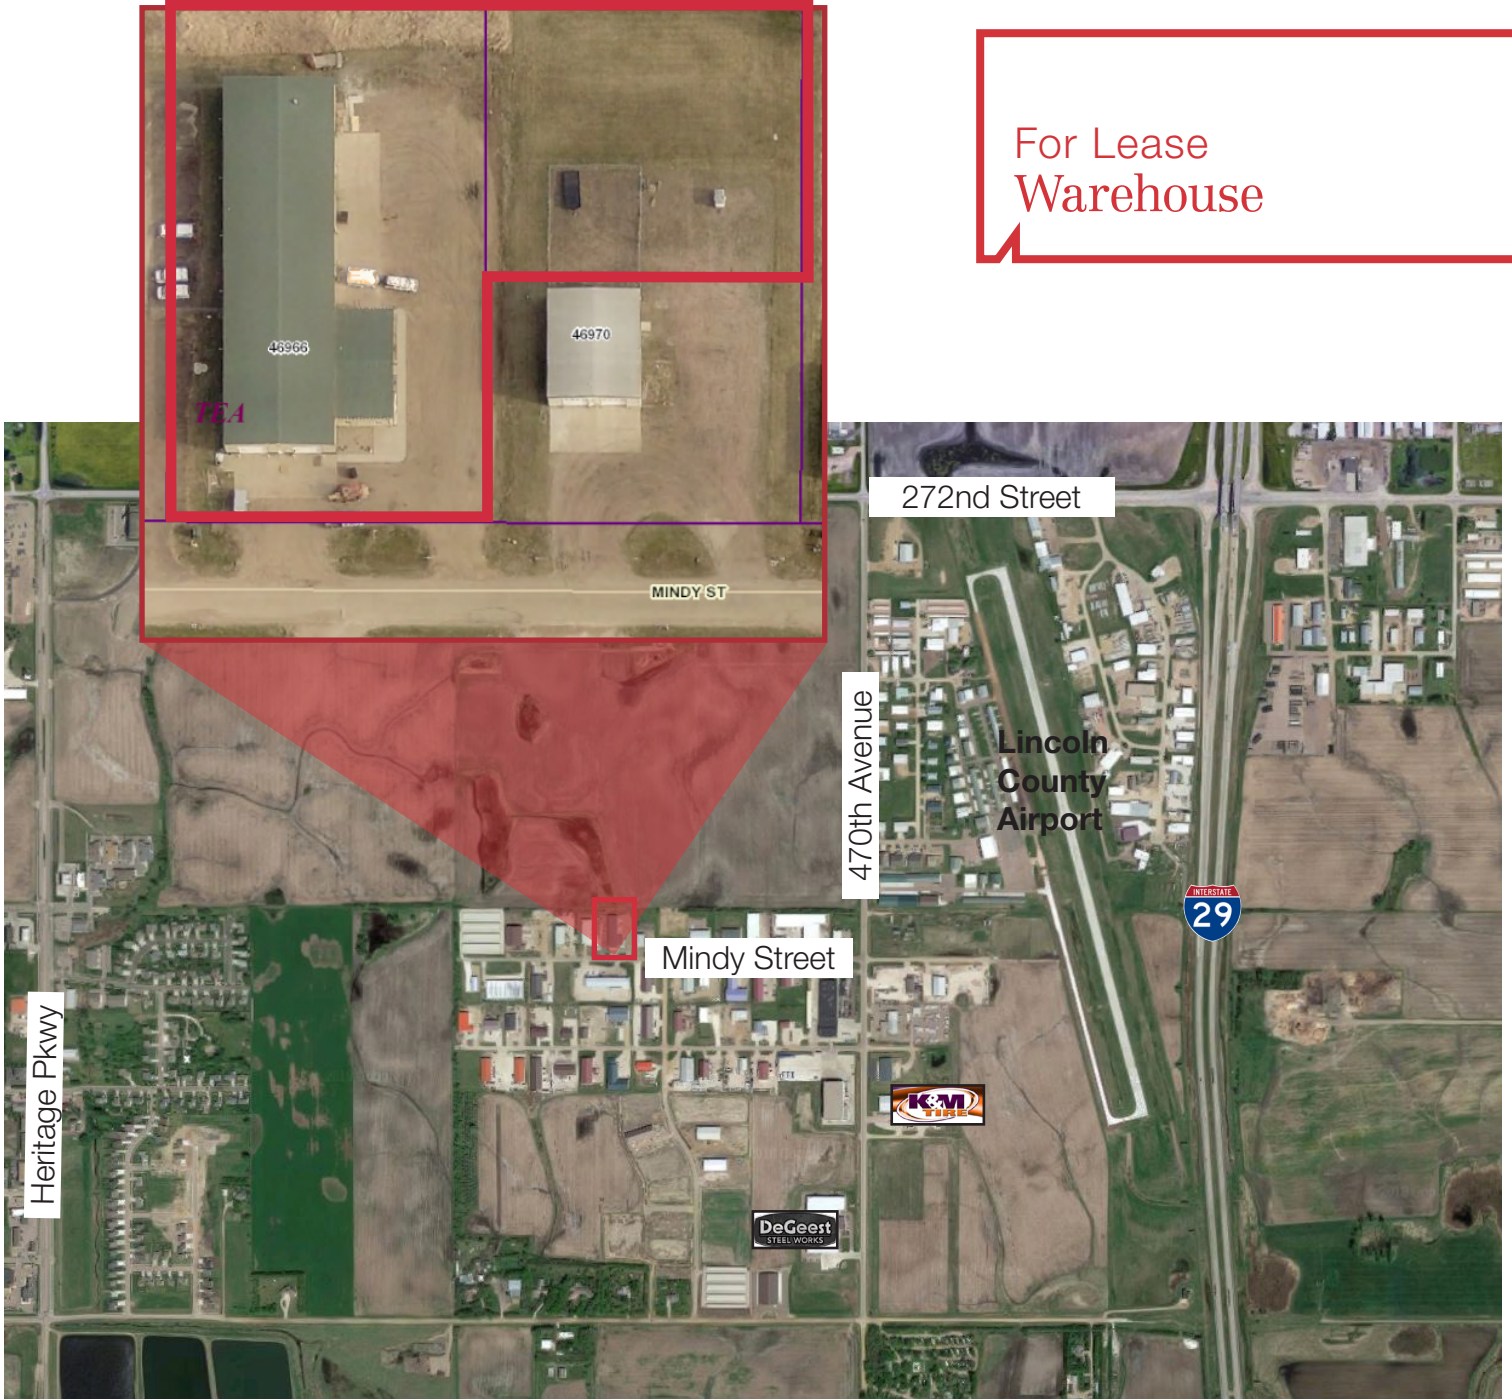 For Lease
Warehouse
46966
46970
TEA
MINDY ST
272nd Street
470th Avenue
Lincoln
County
Airport
INTERSTATE
29
Mindy Street
Heritage Pkwy
K&M
TIRE
DeGeest
STEEL WORKS